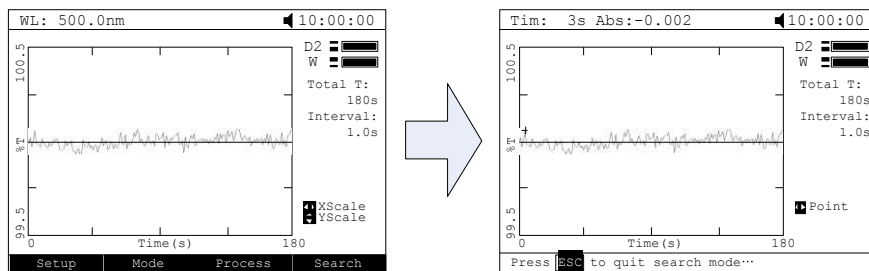 WL: 500.0nm 10:00:00
100.5
D2
W
Total T:
180s
Interval:
1.0s
%T
XScale
YScale
99.5
0 Time(s) 180
Setup Mode Process Search
Tim: 3s Abs:-0.002 10:00:00
100.5
D2
W
Total T:
180s
Interval:
1.0s
%T
Point
99.5
0 Time(s) 180
Press ESC to quit search mode…